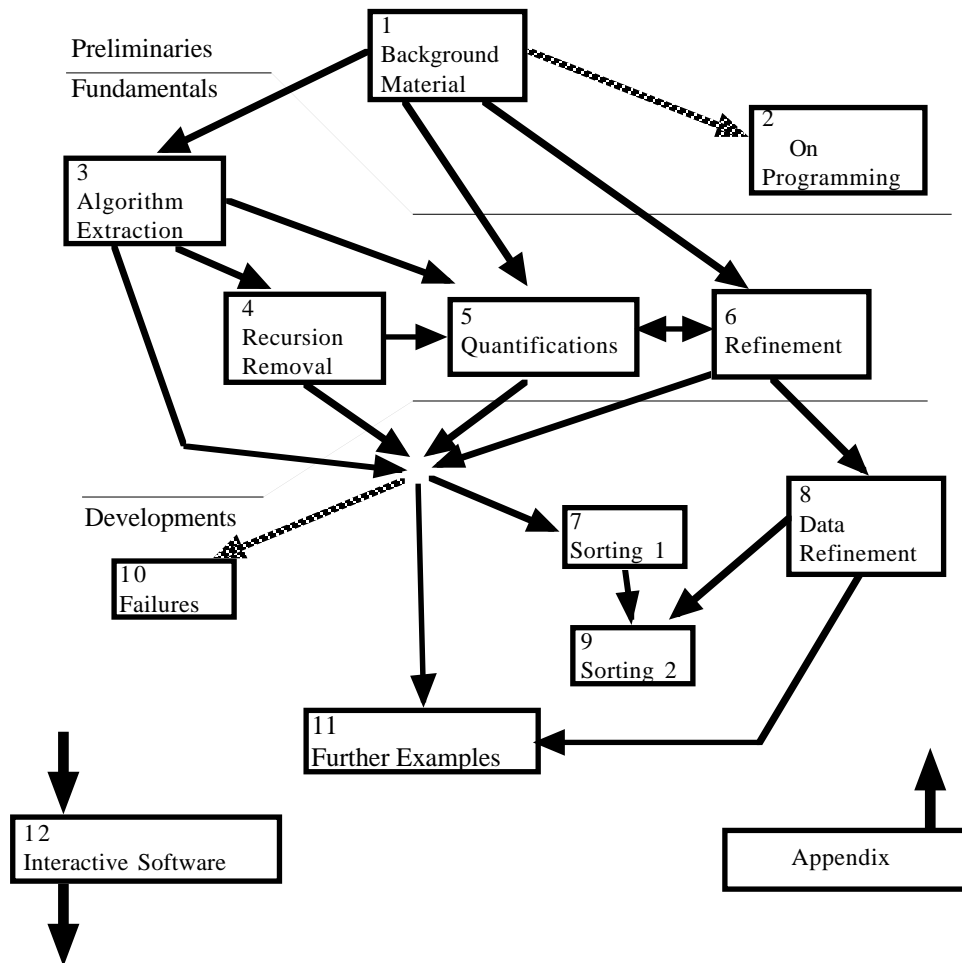 1
Background
Material
Preliminaries
Fundamentals
2
On
Programming
3
Algorithm
Extraction
4
Recursion
Removal
5
Quantifications
6
Refinement
Developments
7
Sorting 1
8
Data
Refinement
10
Failures
9
Sorting 2
11
Further Examples
12
Interactive Software
Appendix